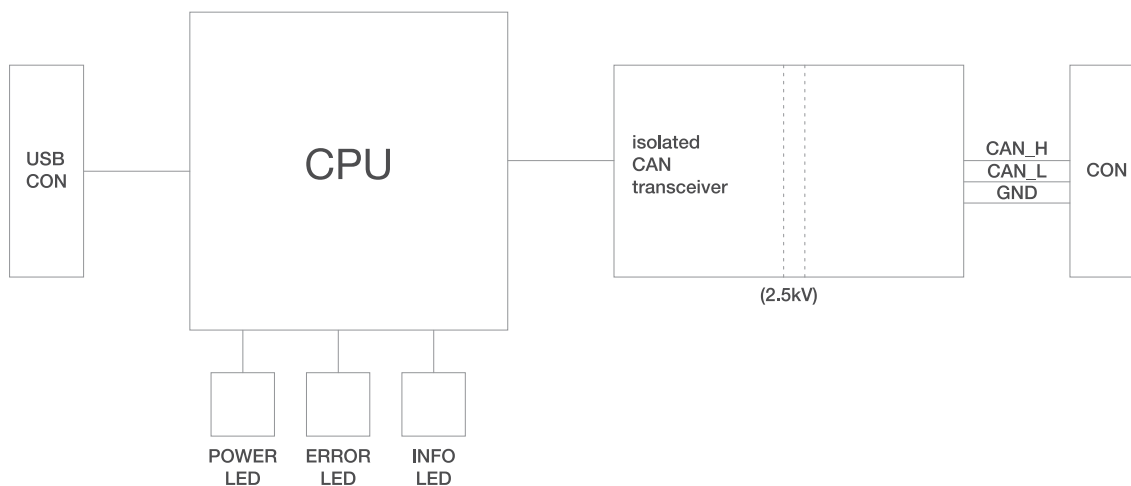 USB
CON
CPU
isolated
CAN
transceiver
(2.5kV)
CAN_H
CAN_L
GND
CON
POWER
LED
ERROR
LED
INFO
LED